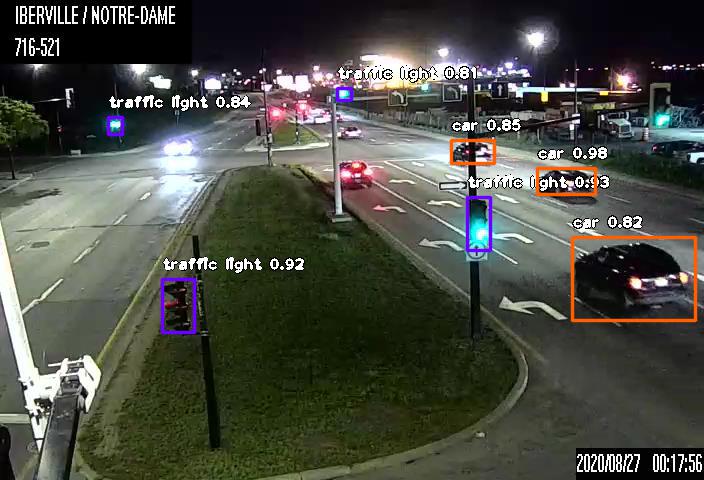 IBERVILLE / NOTRE-DAME
716-521
traffic light 0.81
traffic light 0.84
car 0.85
car 0.98
traffic light 0.93
car 0.82
traffic light 0.92
2020/08/27 00:17:56